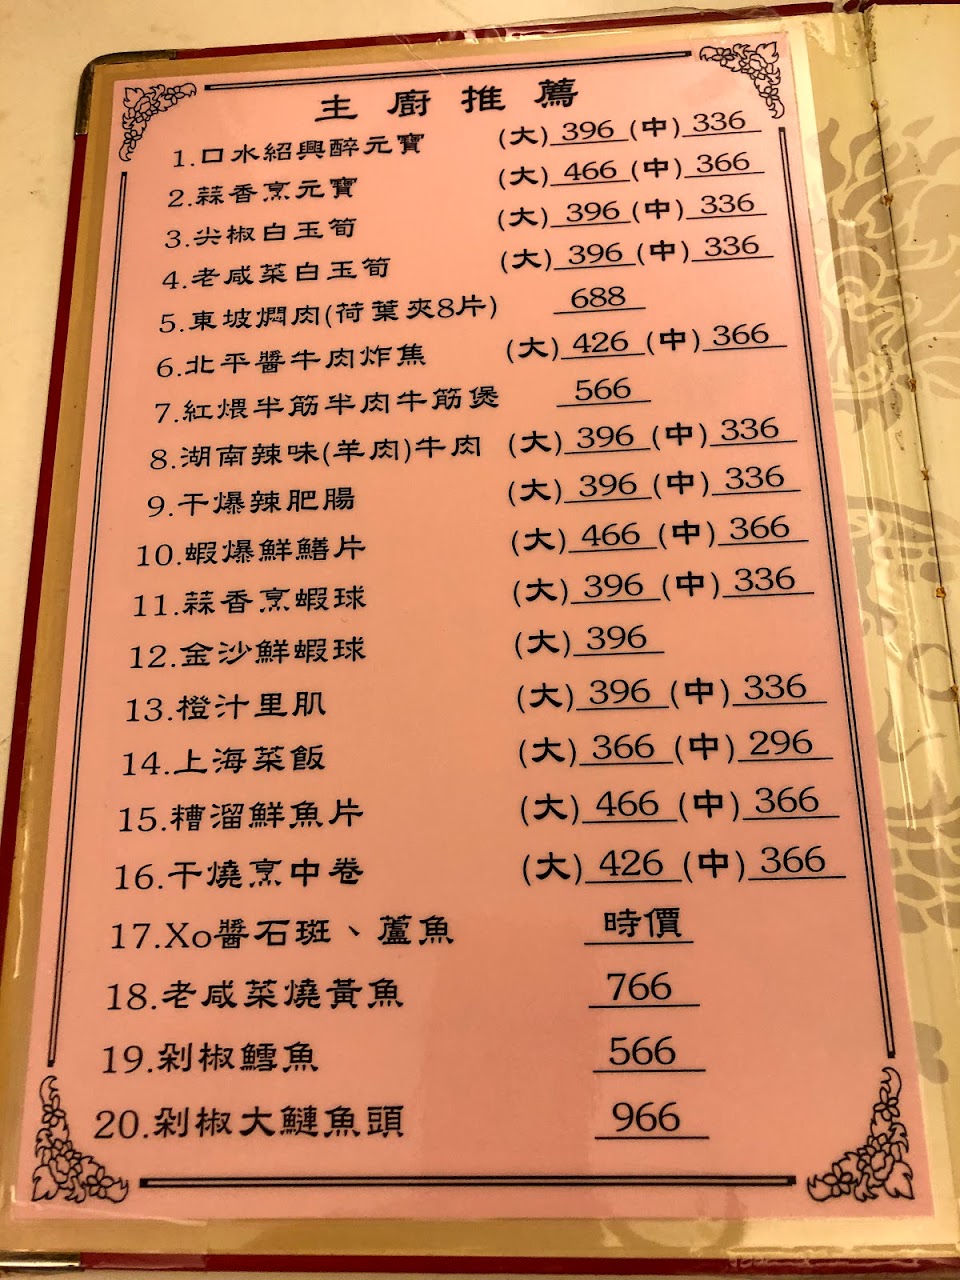 主廚推薦
1.口水紹興醉元寶 (大)396(中)336
2.蒜香烹元寶 (大)466(中)366
3.尖椒白玉筍 (大)396(中)336
4.老咸菜白玉筍 (大)396(中)336
5.東坡燜肉(荷葉夾8片) 688
6.北平醬牛肉炸焦 (大)426(中)366
7.紅煨半筋半肉牛筋煲 566
8.湖南辣味(羊肉)牛肉 (大)396(中)336
9.干爆辣肥腸 (大)396(中)336
10.蝦爆鮮鱔片 (大)466(中)366
11.蒜香烹蝦球 (大)396(中)336
12.金沙鮮蝦球 (大)396
13.橙汁里肌 (大)396(中)336
14.上海菜飯 (大)366(中)296
15.糟溜鮮魚片 (大)466(中)366
16.干燒烹中卷 (大)426(中)366
17.Xo醬石斑、蘆魚 時價
18.老咸菜燒黃魚 766
19.剁椒鱈魚 566
20.剁椒大鰱魚頭 966